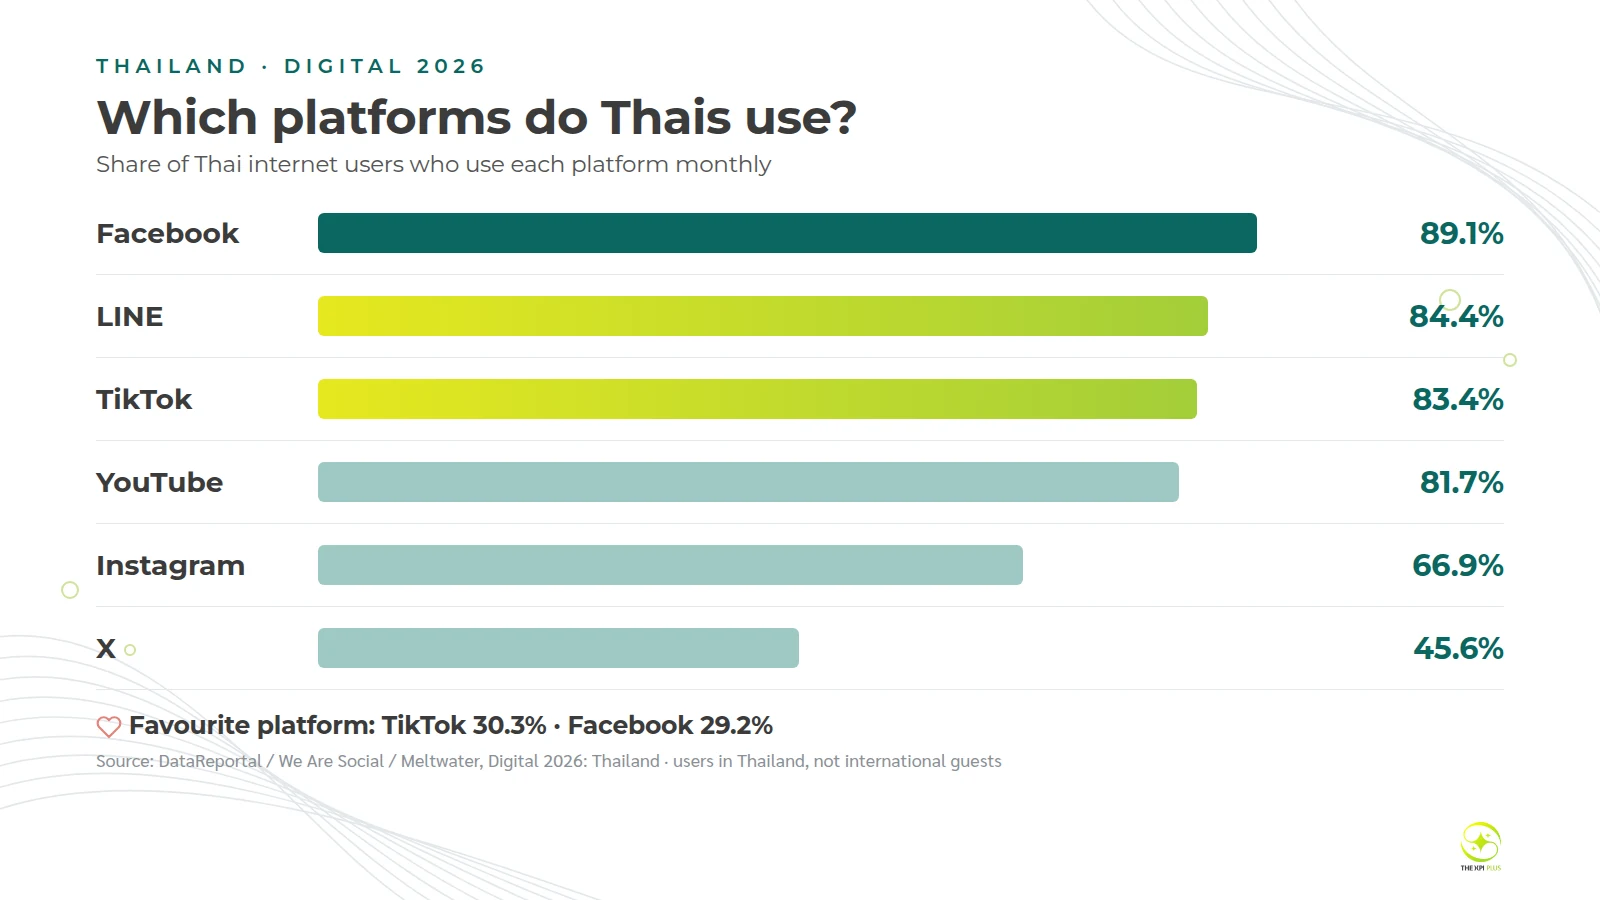 THAILAND · DIGITAL 2026
Which platforms do Thais use?
Share of Thai internet users who use each platform monthly
Facebook 89.1%
LINE 84.4%
TikTok 83.4%
YouTube 81.7%
Instagram 66.9%
X 45.6%
Favourite platform: TikTok 30.3% · Facebook 29.2%
Source: DataReportal / We Are Social / Meltwater, Digital 2026: Thailand · users in Thailand, not international guests
THE XPI PLUS